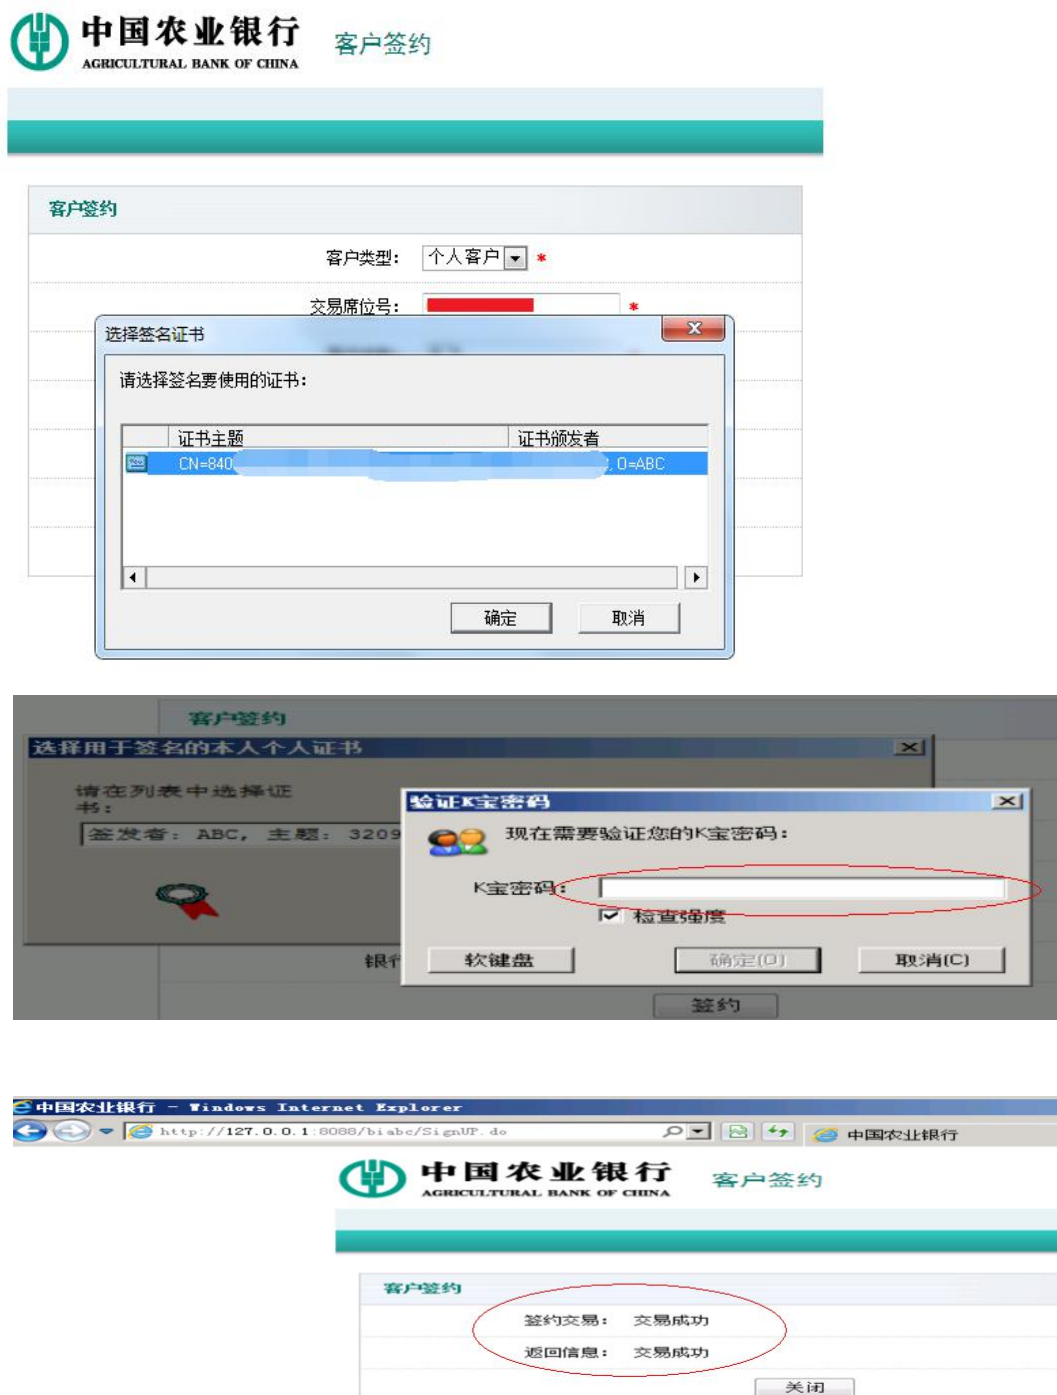 中国农业银行 客户签约
AGRICULTURAL BANK OF CHINA
客户签约
客户类型： 个人客户 *
交易席位号： *
选择签名证书
请选择签名要使用的证书：
证书主题 证书颁发者
CN=840 , O=ABC
确定 取消
客户签约
选择用于签名的本人个人证书
请在列表中选择证
书：
签发者： ABC, 主题： 3209
验证K宝密码
现在需要验证您的K宝密码：
K宝密码：
检查强度
银行
软键盘 确定(O) 取消(C)
签约
中国农业银行 - Windows Internet Explorer
http://127.0.0.1:8088/biabc/SignUP.do 中国农业银行
中国农业银行 客户签约
AGRICULTURAL BANK OF CHINA
客户签约
签约交易： 交易成功
返回信息： 交易成功
关闭